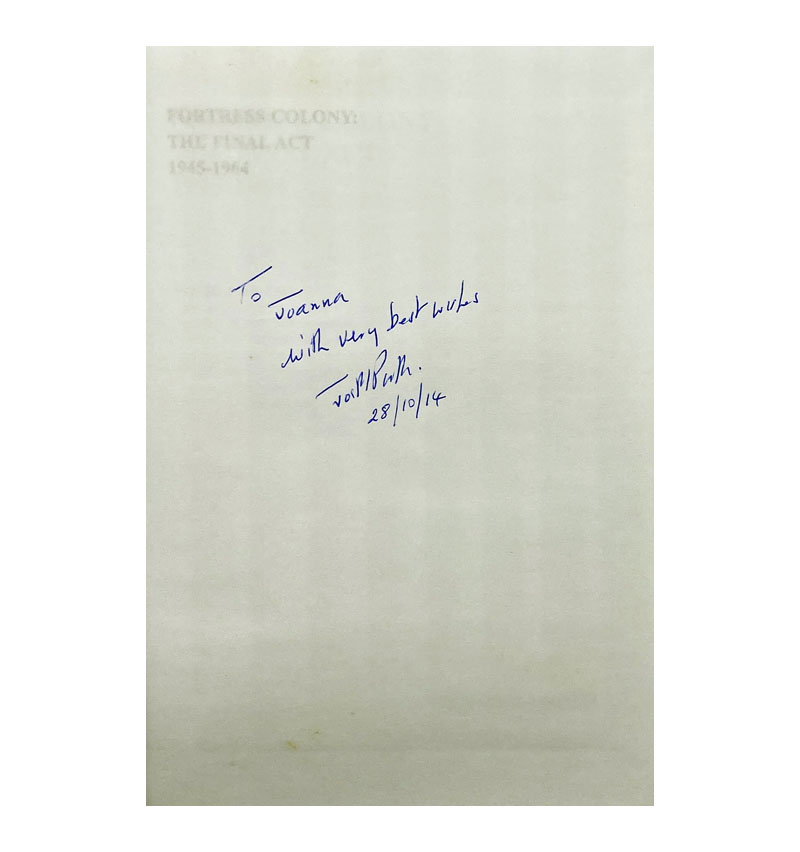 FORTRESS COLONY:
THE FINAL ACT
1945-1964
To Joanna
with very best wishes
28/10/14